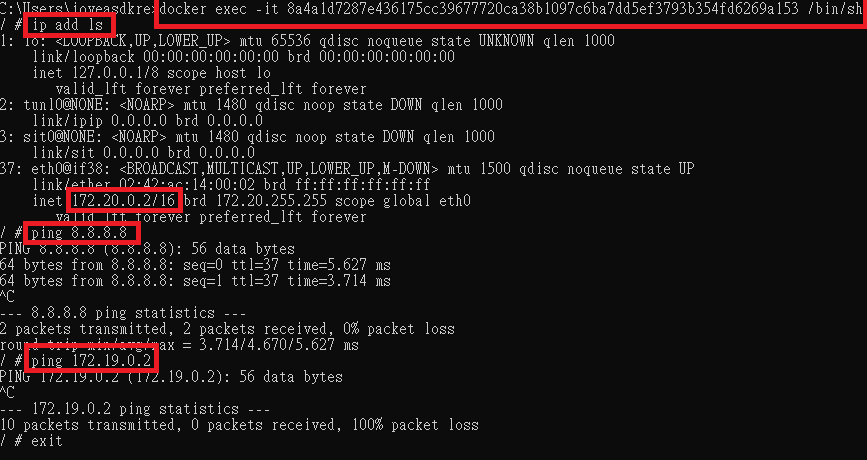 C:\Users\joyeasdkre>docker exec -it 8a4a1d7287e436175cc39677720ca38b1097c6ba7dd5ef3793b354fd6269a153 /bin/sh
/ # ip add ls
1: lo: <LOOPBACK,UP,LOWER_UP> mtu 65536 qdisc noqueue state UNKNOWN qlen 1000
link/loopback 00:00:00:00:00:00 brd 00:00:00:00:00:00
inet 127.0.0.1/8 scope host lo
valid_lft forever preferred_lft forever
2: tunl0@NONE: <NOARP> mtu 1480 qdisc noop state DOWN qlen 1000
link/ipip 0.0.0.0 brd 0.0.0.0
3: sit0@NONE: <NOARP> mtu 1480 qdisc noop state DOWN qlen 1000
link/sit 0.0.0.0 brd 0.0.0.0
37: eth0@if38: <BROADCAST,MULTICAST,UP,LOWER_UP,M-DOWN> mtu 1500 qdisc noqueue state UP
link/ether 02:42:ac:14:00:02 brd ff:ff:ff:ff:ff:ff
inet 172.20.0.2/16 brd 172.20.255.255 scope global eth0
valid_lft forever preferred_lft forever
/ # ping 8.8.8.8
PING 8.8.8.8 (8.8.8.8): 56 data bytes
64 bytes from 8.8.8.8: seq=0 ttl=37 time=5.627 ms
64 bytes from 8.8.8.8: seq=1 ttl=37 time=3.714 ms
^C
--- 8.8.8.8 ping statistics ---
2 packets transmitted, 2 packets received, 0% packet loss
round-trip min/avg/max = 3.714/4.670/5.627 ms
/ # ping 172.19.0.2
PING 172.19.0.2 (172.19.0.2): 56 data bytes
^C
--- 172.19.0.2 ping statistics ---
10 packets transmitted, 0 packets received, 100% packet loss
/ # exit